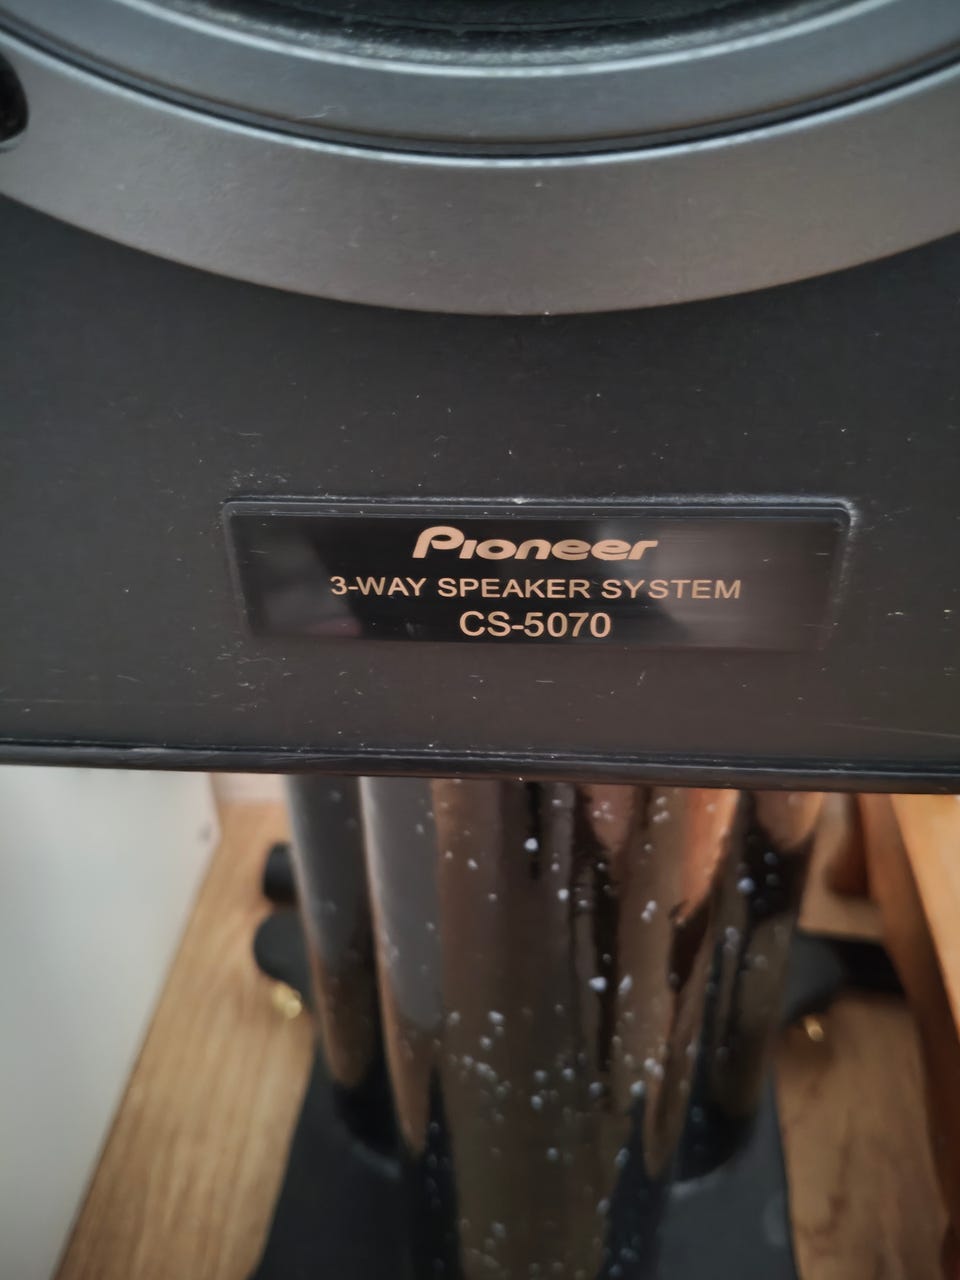 Pioneer
3-WAY SPEAKER SYSTEM
CS-5070